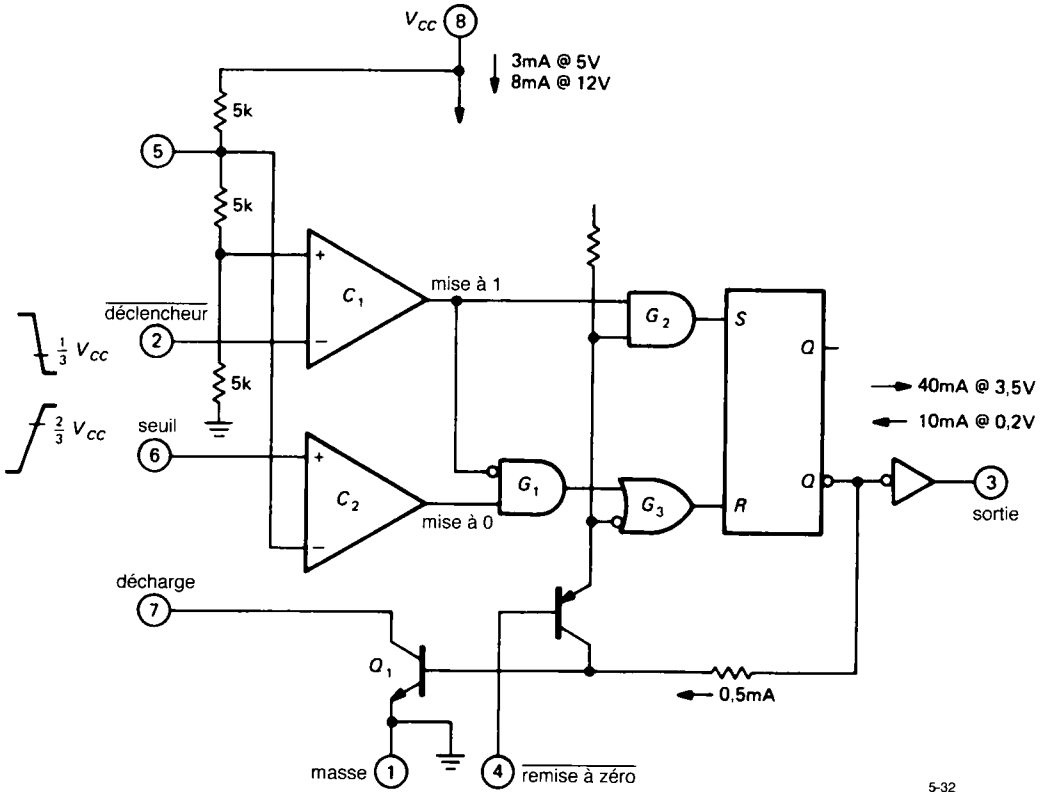 V_CC 8
3mA @ 5V
8mA @ 12V
5k
5
5k
+
C_1
−
mise à 1
G_2
S
Q
déclencheur
2
1/3 V_CC
5k
40mA @ 3,5V
10mA @ 0,2V
2/3 V_CC
seuil
6
+
C_2
−
mise à 0
G_1
G_3
R
Q
3
sortie
décharge
7
Q_1
0,5mA
masse 1
4 remise à zéro
5-32